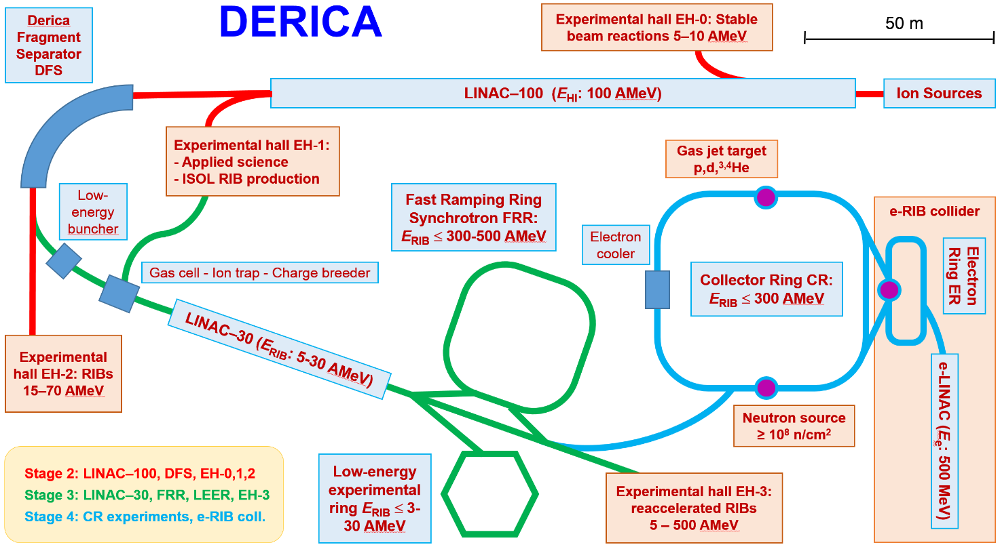 DERICA
Derica
Fragment
Separator
DFS
Experimental hall EH-0: Stable
beam reactions 5–10 AMeV
50 m
LINAC–100 (EHI: 100 AMeV)
Ion Sources
Experimental hall EH-1:
- Applied science
- ISOL RIB production
Gas jet target
p,d,3,4He
Low-
energy
buncher
Fast Ramping Ring
Synchrotron FRR:
ERIB ≤ 300-500 AMeV
e-RIB collider
Electron
cooler
Electron
Ring ER
Gas cell - Ion trap - Charge breeder
Collector Ring CR:
ERIB ≤ 300 AMeV
LINAC–30 (ERIB: 5-30 AMeV)
Experimental
hall EH-2: RIBs
15–70 AMeV
e-LINAC (Ee: 500 MeV)
Neutron source
≥ 10⁸ n/cm²
Stage 2: LINAC–100, DFS, EH-0,1,2
Stage 3: LINAC–30, FRR, LEER, EH-3
Stage 4: CR experiments, e-RIB coll.
Low-energy
experimental
ring ERIB ≤ 3-
30 AMeV
Experimental hall EH-3:
reaccelerated RIBs
5 – 500 AMeV